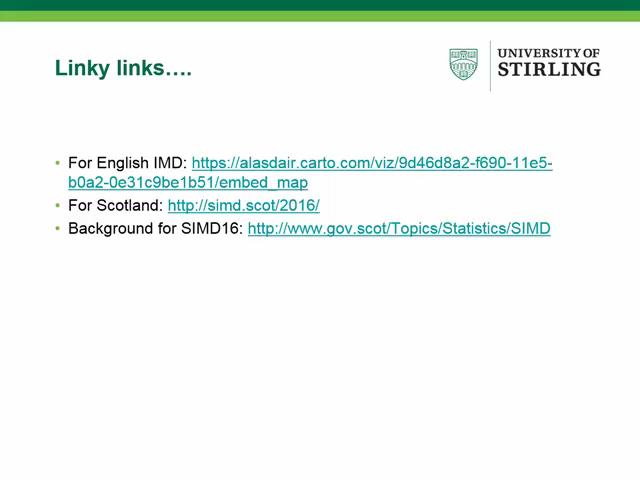 Linky links….
UNIVERSITY OF
STIRLING
• For English IMD: https://alasdair.carto.com/viz/9d46d8a2-f690-11e5-
b0a2-0e31c9be1b51/embed_map
• For Scotland: http://simd.scot/2016/
• Background for SIMD16: http://www.gov.scot/Topics/Statistics/SIMD